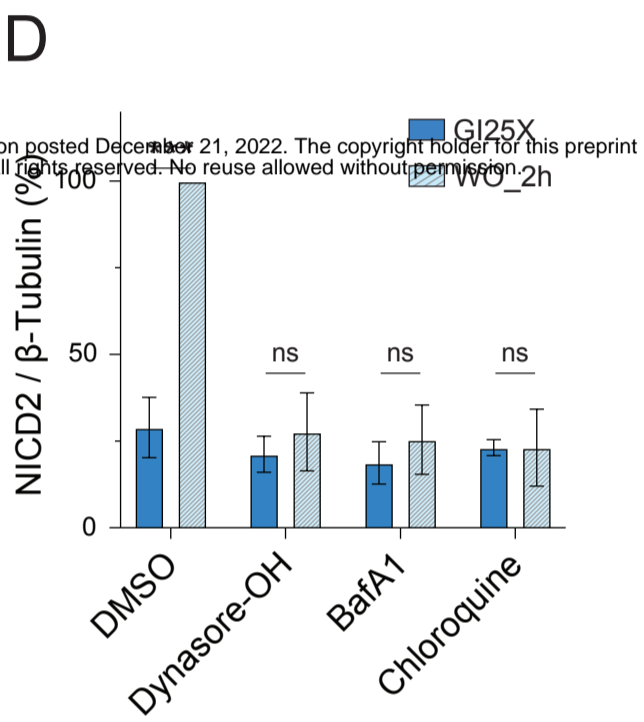 D
GI25X
on posted December 21, 2022. The copyright holder for this preprint
ll rights reserved. No reuse allowed without permission.
WO_2h
NICD2 / β-Tubulin (%)
100
50
0
ns
ns
ns
DMSO
Dynasore-OH
BafA1
Chloroquine